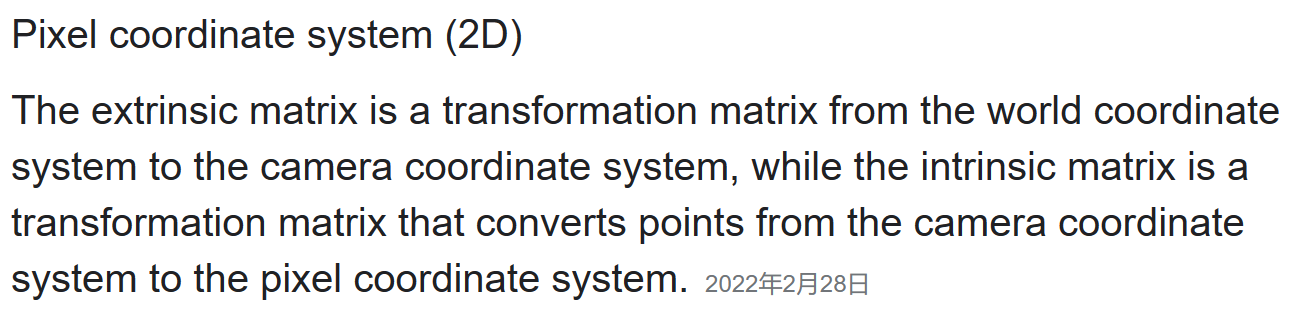 Pixel coordinate system (2D)
The extrinsic matrix is a transformation matrix from the world coordinate
system to the camera coordinate system, while the intrinsic matrix is a
transformation matrix that converts points from the camera coordinate
system to the pixel coordinate system. 2022年2月28日